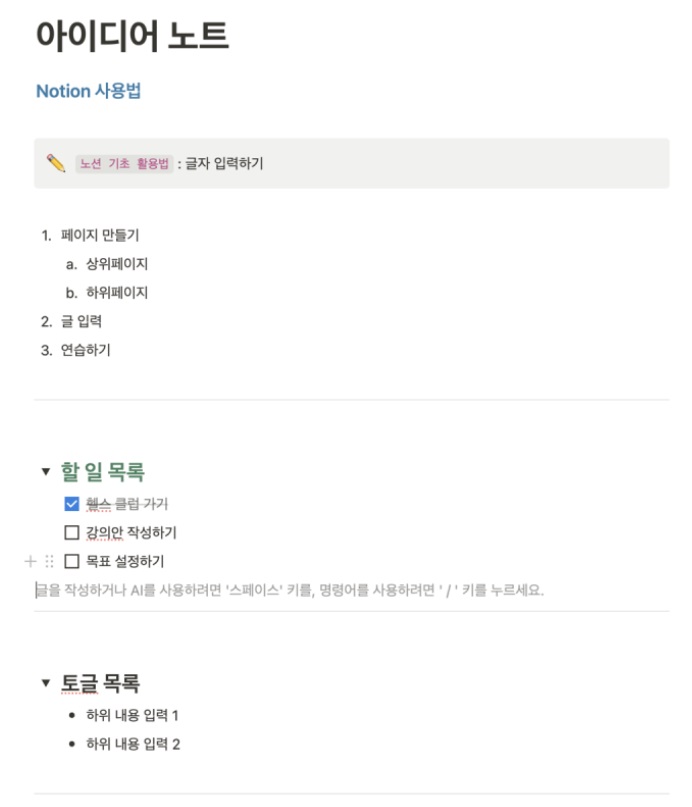 아이디어 노트
Notion 사용법
노션 기초 활용법 : 글자 입력하기
1. 페이지 만들기
a. 상위페이지
b. 하위페이지
2. 글 입력
3. 연습하기
할 일 목록
헬스 클럽 가기
강의안 작성하기
목표 설정하기
글을 작성하거나 AI를 사용하려면 '스페이스' 키를, 명령어를 사용하려면 ' / ' 키를 누르세요.
토글 목록
• 하위 내용 입력 1
• 하위 내용 입력 2